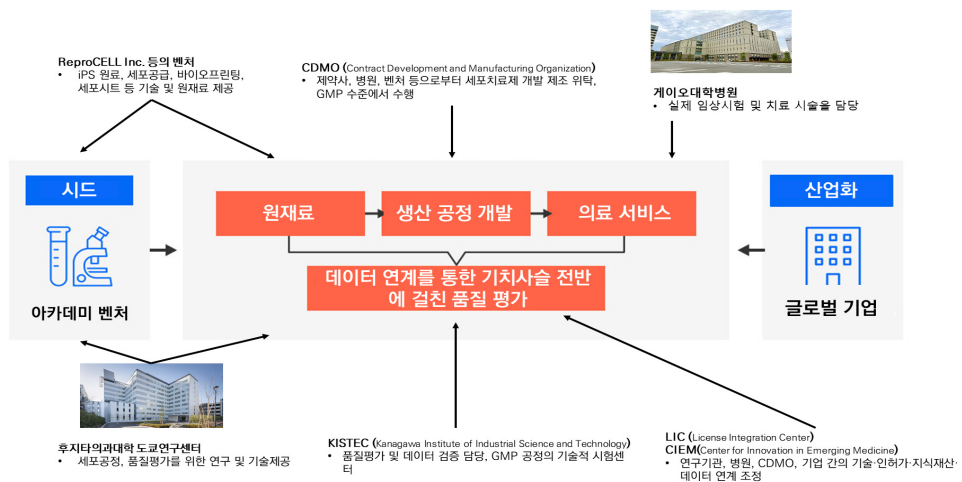 ReproCELL Inc. 등의 벤처
• iPS 원료, 세포공급, 바이오프린팅,
세포시트 등 기술 및 원재료 제공
CDMO (Contract Development and Manufacturing Organization)
• 제약사, 병원, 벤처 등으로부터 세포치료제 개발 제조 위탁,
GMP 수준에서 수행
게이오대학병원
• 실제 임상시험 및 치료 시술을 담당
시드
아카데미 벤처
원재료
생산 공정 개발
의료 서비스
데이터 연계를 통한 기치사슬 전반
에 걸친 품질 평가
산업화
글로벌 기업
후지타의과대학 도쿄연구센터
• 세포공정, 품질평가를 위한 연구 및 기술제공
KISTEC (Kanagawa Institute of Industrial Science and Technology)
• 품질평가 및 데이터 검증 담당, GMP 공정의 기술적 시험센
터
LIC (License Integration Center)
CIEM(Center for Innovation in Emerging Medicine)
• 연구기관, 병원, CDMO, 기업 간의 기술·인허가·지식재산·
데이터 연계 조정